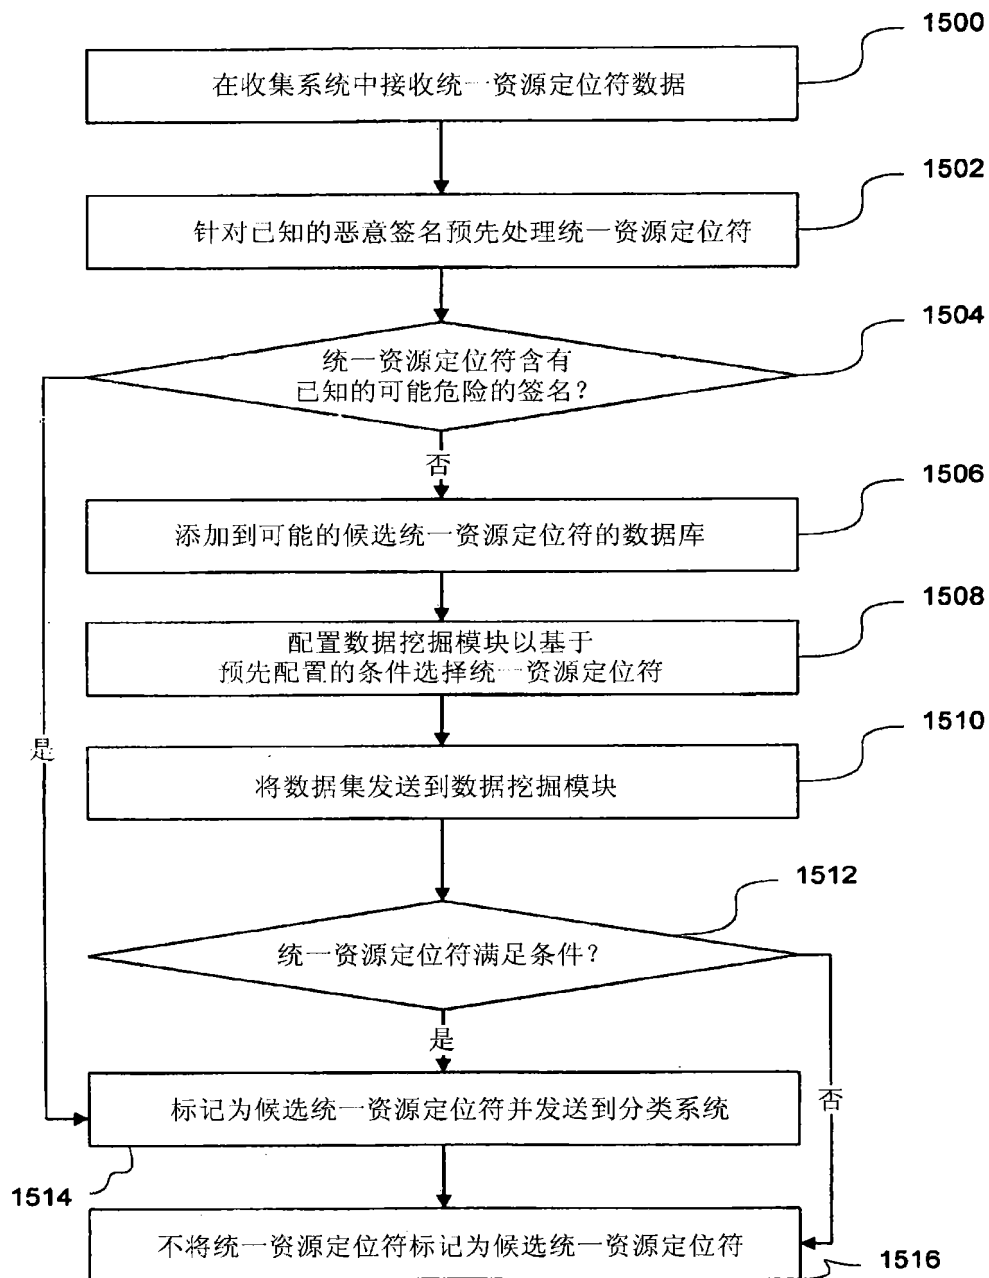 1500
在收集系统中接收统一资源定位符数据
1502
针对已知的恶意签名预先处理统一资源定位符
1504
统一资源定位符含有
已知的可能危险的签名？
否
1506
添加到可能的候选统一资源定位符的数据库
1508
配置数据挖掘模块以基于
预先配置的条件选择统一资源定位符
1510
是
将数据集发送到数据挖掘模块
1512
统一资源定位符满足条件？
是
标记为候选统一资源定位符并发送到分类系统
否
1514
不将统一资源定位符标记为候选统一资源定位符
1516